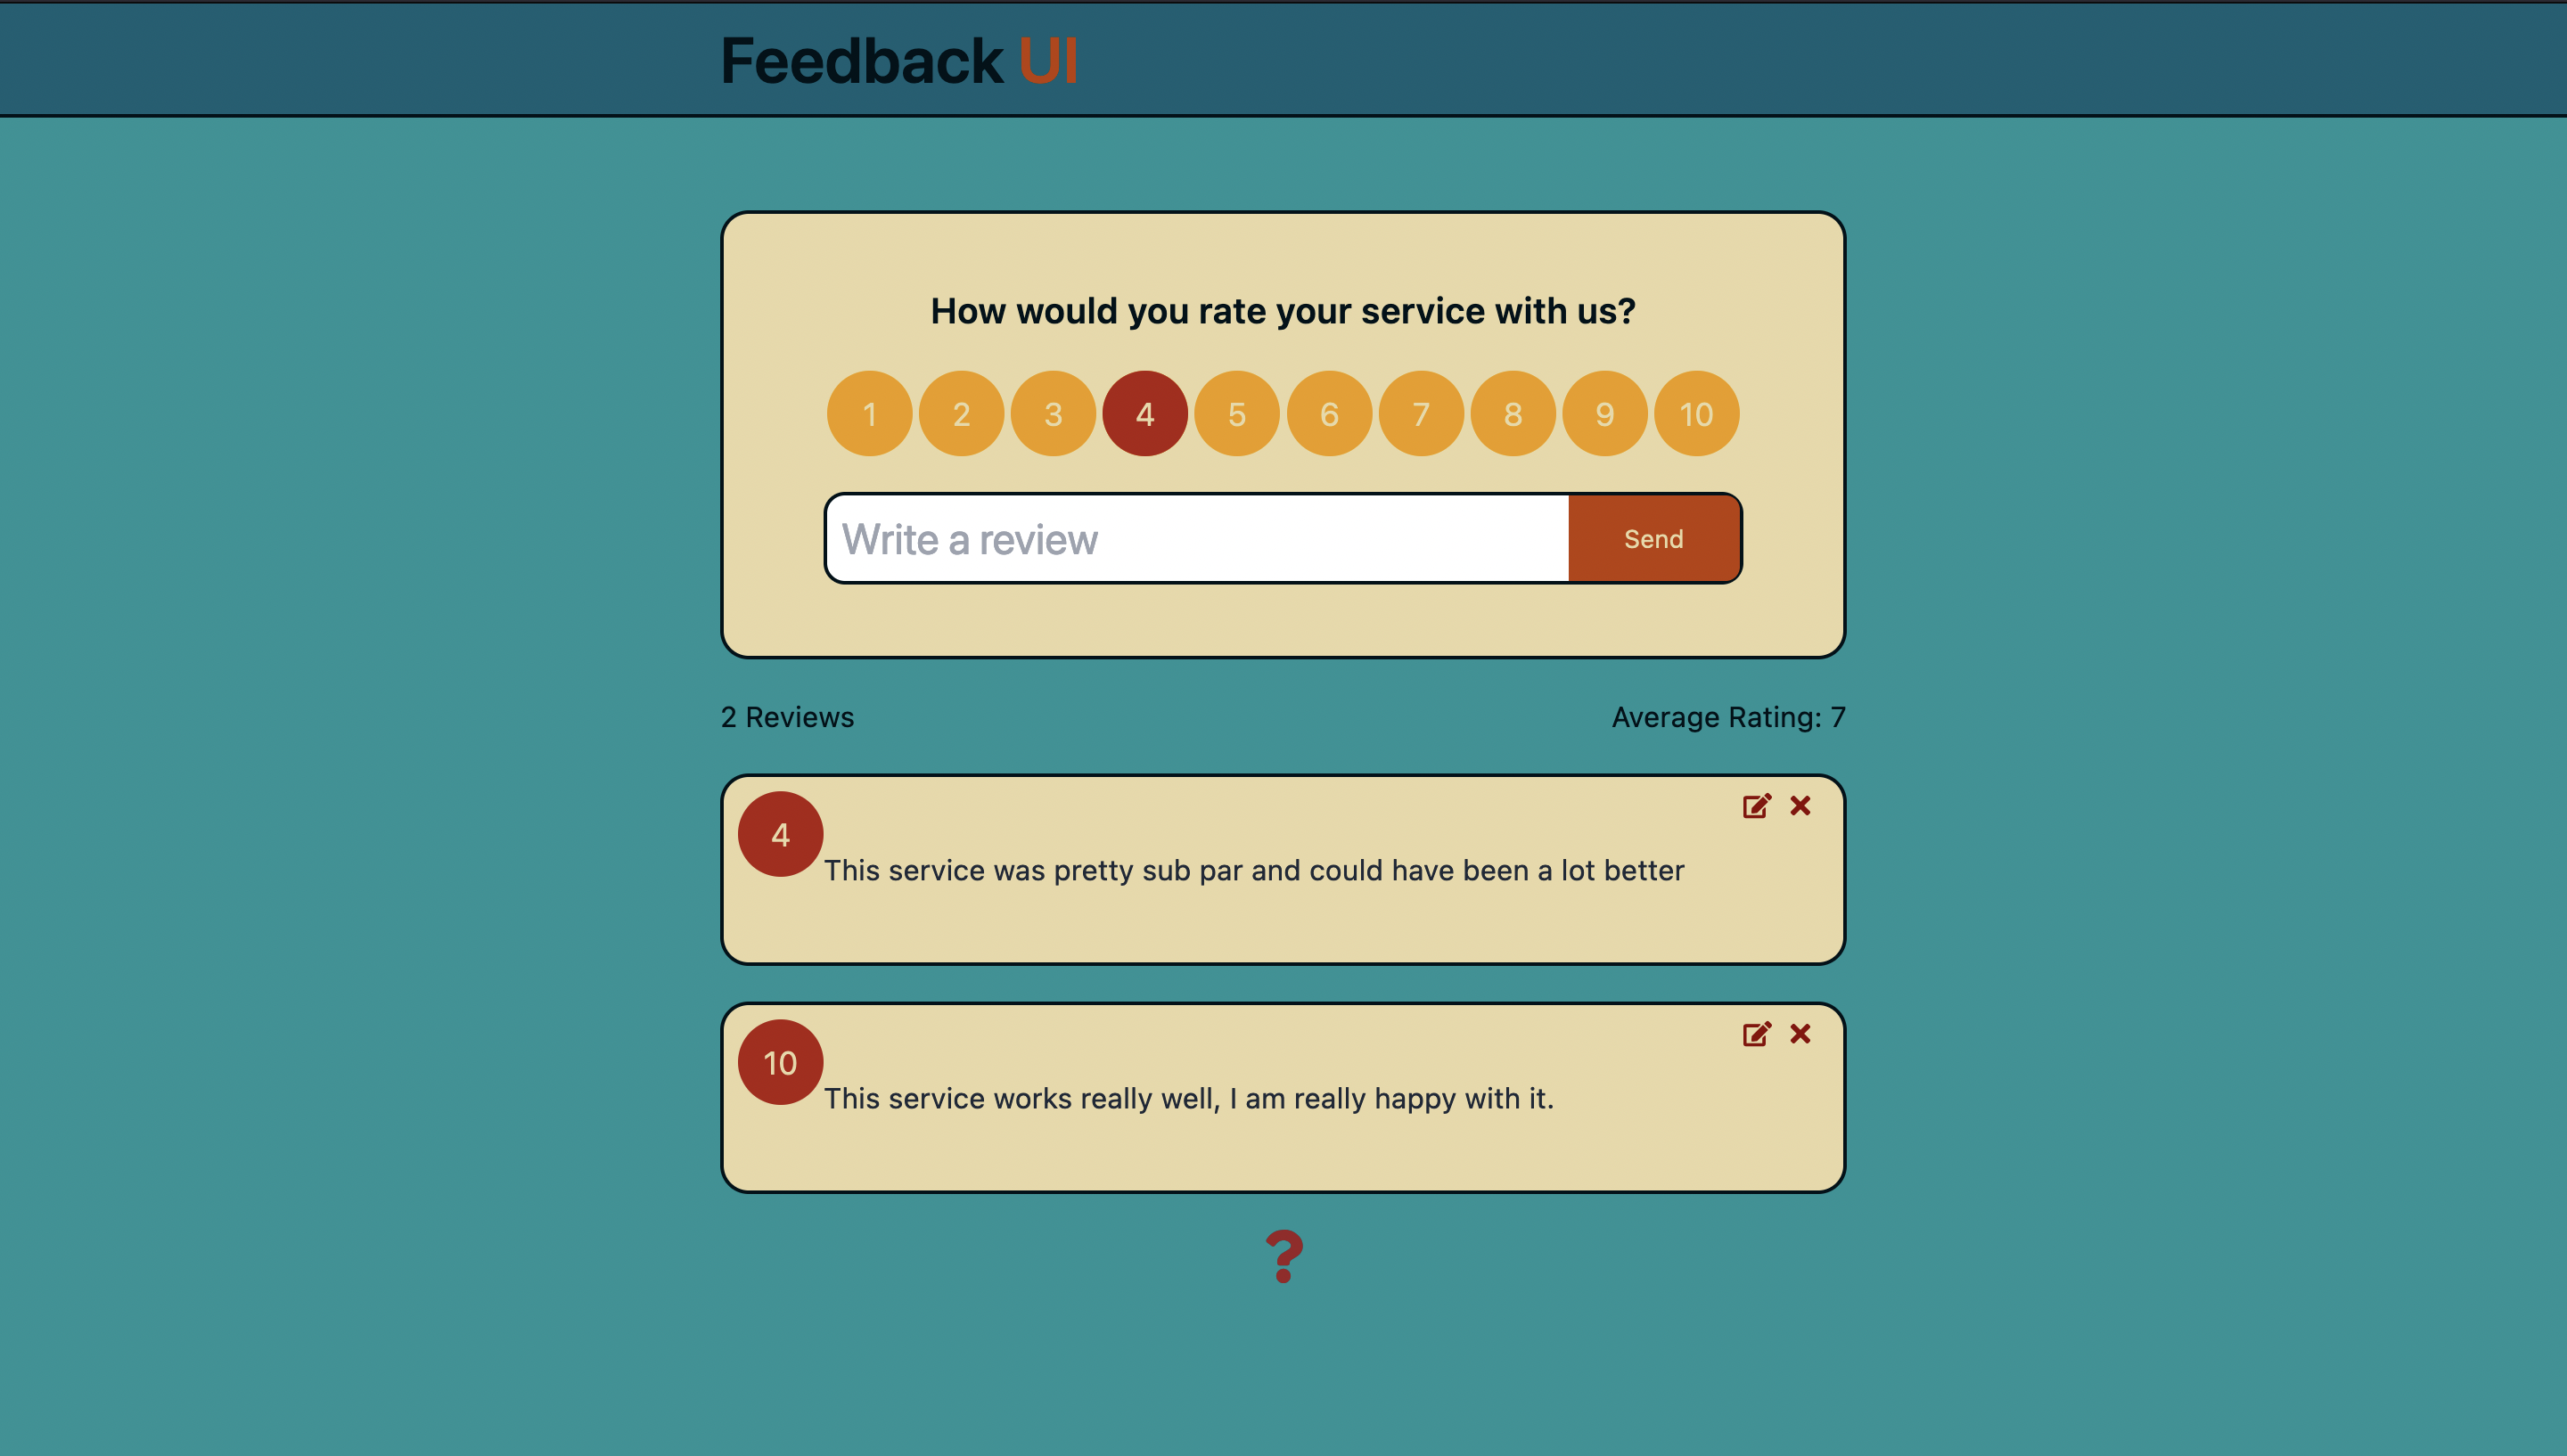 Feedback UI
How would you rate your service with us?
1 2 3 4 5 6 7 8 9 10
Write a review Send
2 Reviews Average Rating: 7
4
This service was pretty sub par and could have been a lot better
10
This service works really well, I am really happy with it.
?